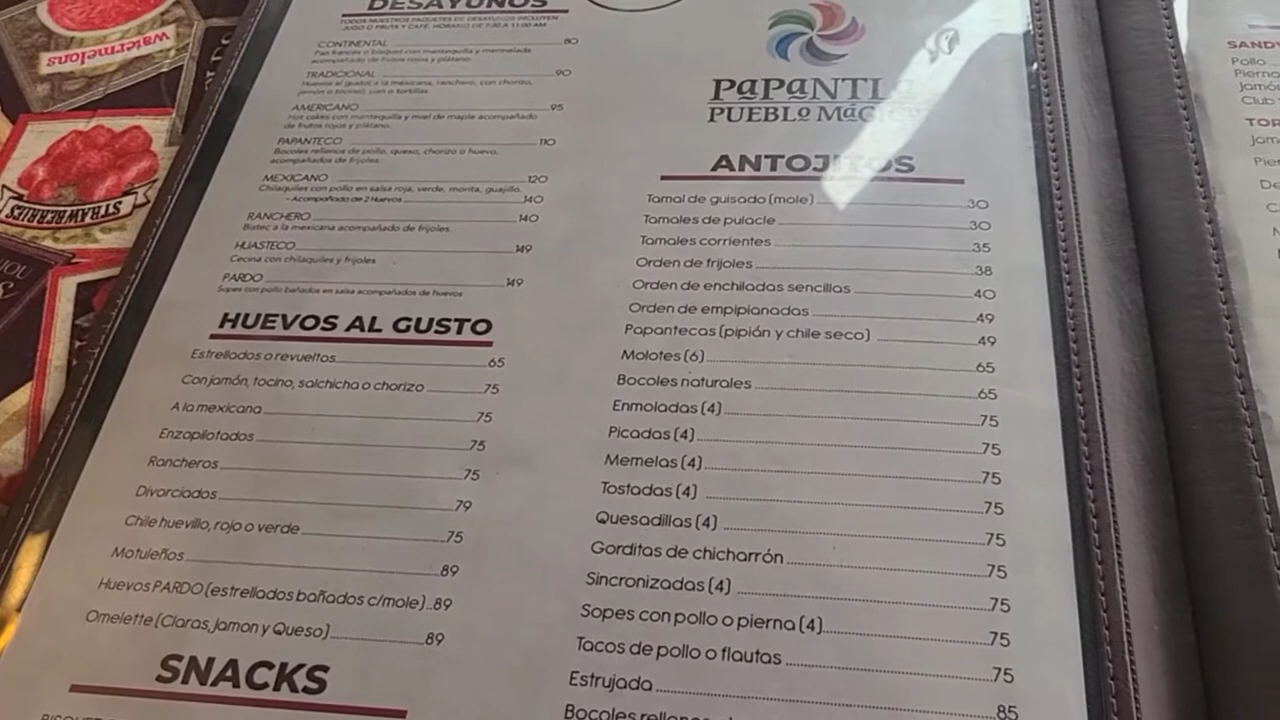 DESAYUNOS
TODOS NUESTROS PAQUETES DE DESAYUNOS INCLUYEN
JUGO O FRUTA Y CAFÉ. HORARIO DE 7:30 A 11:00 AM
CONTINENTAL 80
Pan francés o bisquet con mantequilla y mermelada
acompañado de frutos rojos y plátano.
TRADICIONAL 90
Huevos al gusto: a la mexicana, ranchero, con chorizo,
jamón o tocino), pan o tortillas.
AMERICANO 95
Hot cakes con mantequilla y miel de maple acompañado
de frutos rojos y plátano.
PAPANTECO 110
Bocoles rellenos de pollo, queso, chorizo o huevo,
acompañados de frijoles.
MEXICANO 120
Chilaquiles con pollo en salsa roja, verde, morita, guajillo.
- Acompañado de 2 Huevos 140
RANCHERO 140
Bistec a la mexicana acompañado de frijoles.
HUASTECO 149
Cecina con chilaquiles y frijoles
PARDO 149
Sopes con pollo bañados en salsa acompañados de huevos
HUEVOS AL GUSTO
Estrellados o revueltos 65
Con jamón, tocino, salchicha o chorizo 75
A la mexicana 75
Enzapilotados 75
Rancheros 75
Divorciados 79
Chile huevillo, rojo o verde 75
Motuleños 89
Huevos PARDO (estrellados bañados c/mole) 89
Omelette (Claras, Jamon y Queso) 89
SNACKS
PAPANTL
PUEBLO MÁGICO
ANTOJITOS
Tamal de guisado (mole) 30
Tamales de pulacle 30
Tamales corrientes 35
Orden de frijoles 38
Orden de enchiladas sencillas 40
Orden de empipianadas 49
Papantecas (pipián y chile seco) 49
Molotes (6) 65
Bocoles naturales 65
Enmoladas (4) 75
Picadas (4) 75
Memelas (4) 75
Tostadas (4) 75
Quesadillas (4) 75
Gorditas de chicharrón 75
Sincronizadas (4) 75
Sopes con pollo o pierna (4) 75
Tacos de pollo o flautas 75
Estrujada 85
Bocoles
SAND
Pollo
Pierna
Jamó
Club
TOR
Jam
Pier
De
C
watermelons
STRAWBERRIES